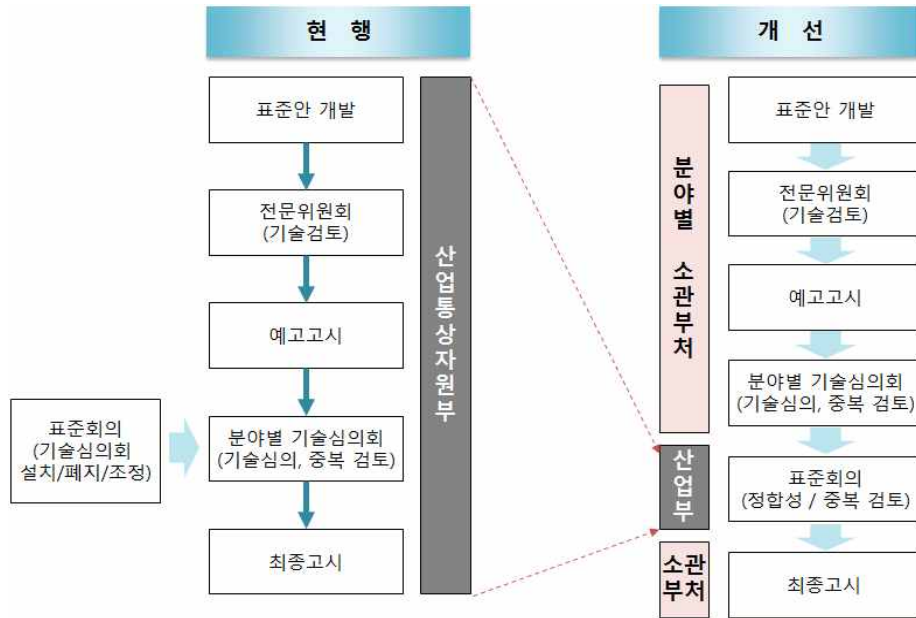 현 행
표준안 개발
전문위원회
(기술검토)
예고고시
표준회의
(기술심의회
설치/폐지/조정)
분야별 기술심의회
(기술심의, 중복 검토)
최종고시
산업통상자원부
개 선
분야별 소관부처
산업부
소관
부처
표준안 개발
전문위원회
(기술검토)
예고고시
분야별 기술심의회
(기술심의, 중복 검토)
표준회의
(정합성 / 중복 검토)
최종고시